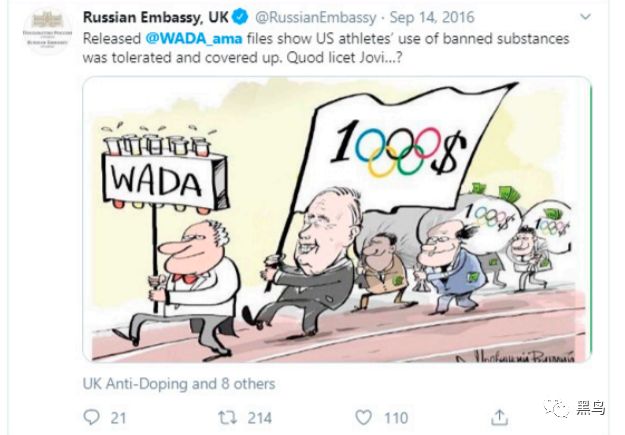 Russian Embassy, UK @RussianEmbassy · Sep 14, 2016
Released @WADA_ama files show US athletes' use of banned substances
was tolerated and covered up. Quod licet Jovi...?
WADA
1000$
1000$
1000$
UK Anti-Doping and 8 others
21
214
110
黑鸟